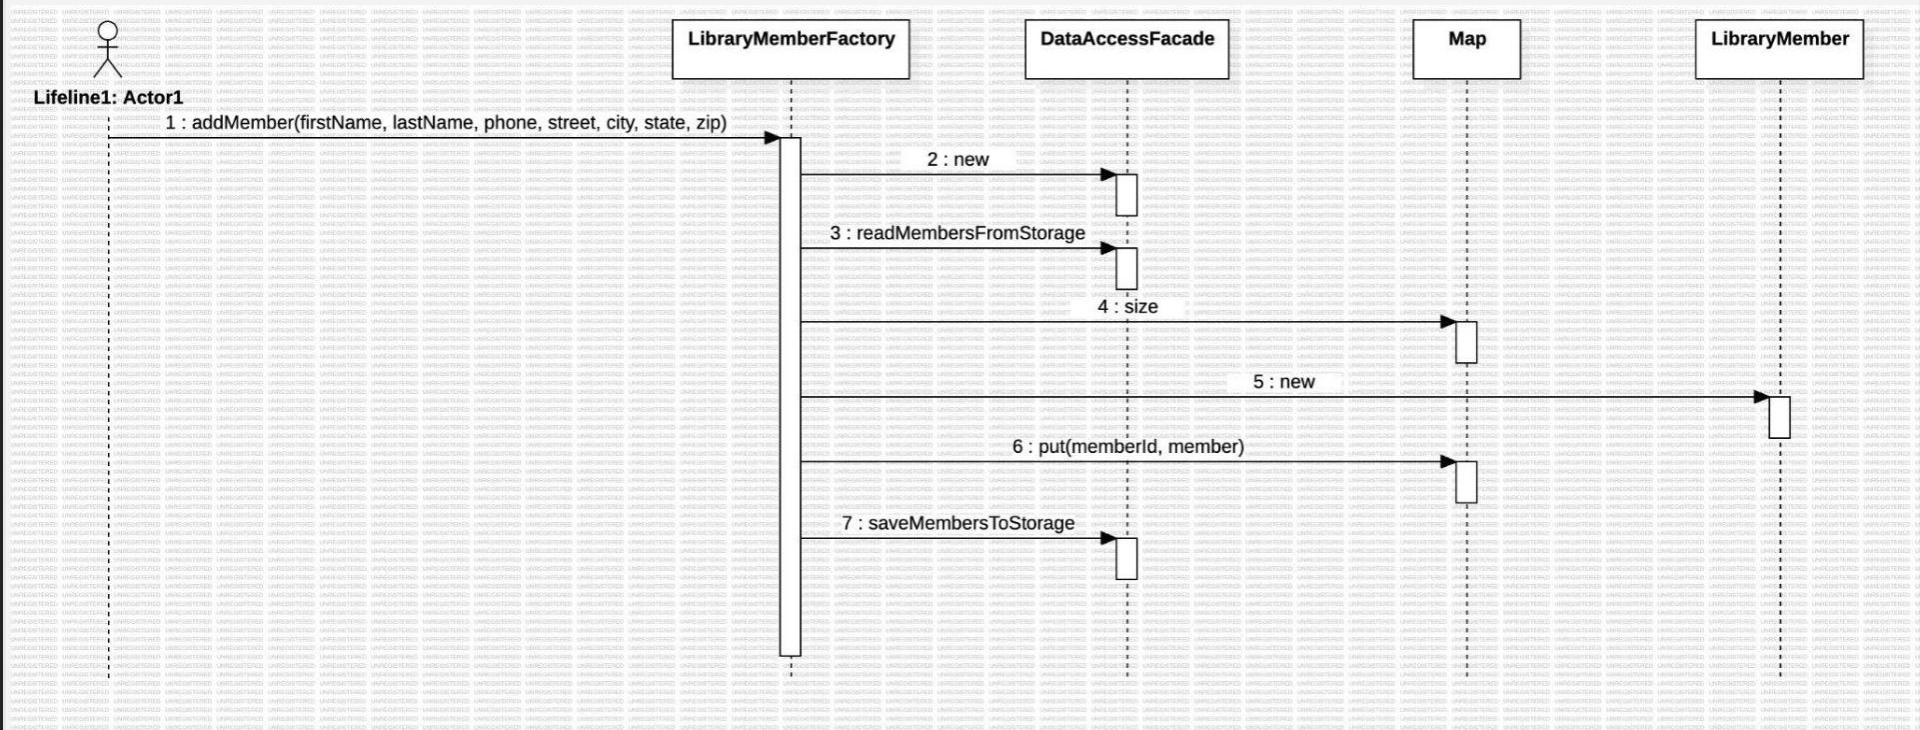 LibraryMemberFactory
DataAccessFacade
Map
LibraryMember
Lifeline1: Actor1
1 : addMember(firstName, lastName, phone, street, city, state, zip)
2 : new
3 : readMembersFromStorage
4 : size
5 : new
6 : put(memberId, member)
7 : saveMembersToStorage
UNREGISTERED